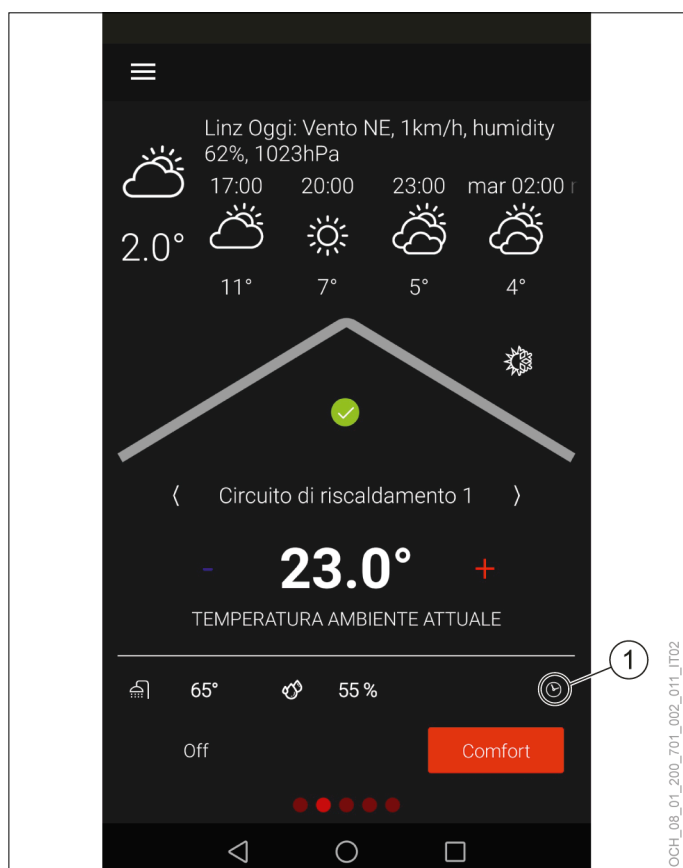 Linz Oggi: Vento NE, 1km/h, humidity
62%, 1023hPa
17:00 20:00 23:00 mar 02:00
2.0°
11° 7° 5° 4°
Circuito di riscaldamento 1
- 23.0° +
TEMPERATURA AMBIENTE ATTUALE
1
65° 55 %
Off Comfort
OCH_08_01_200_701_002_011_IT02